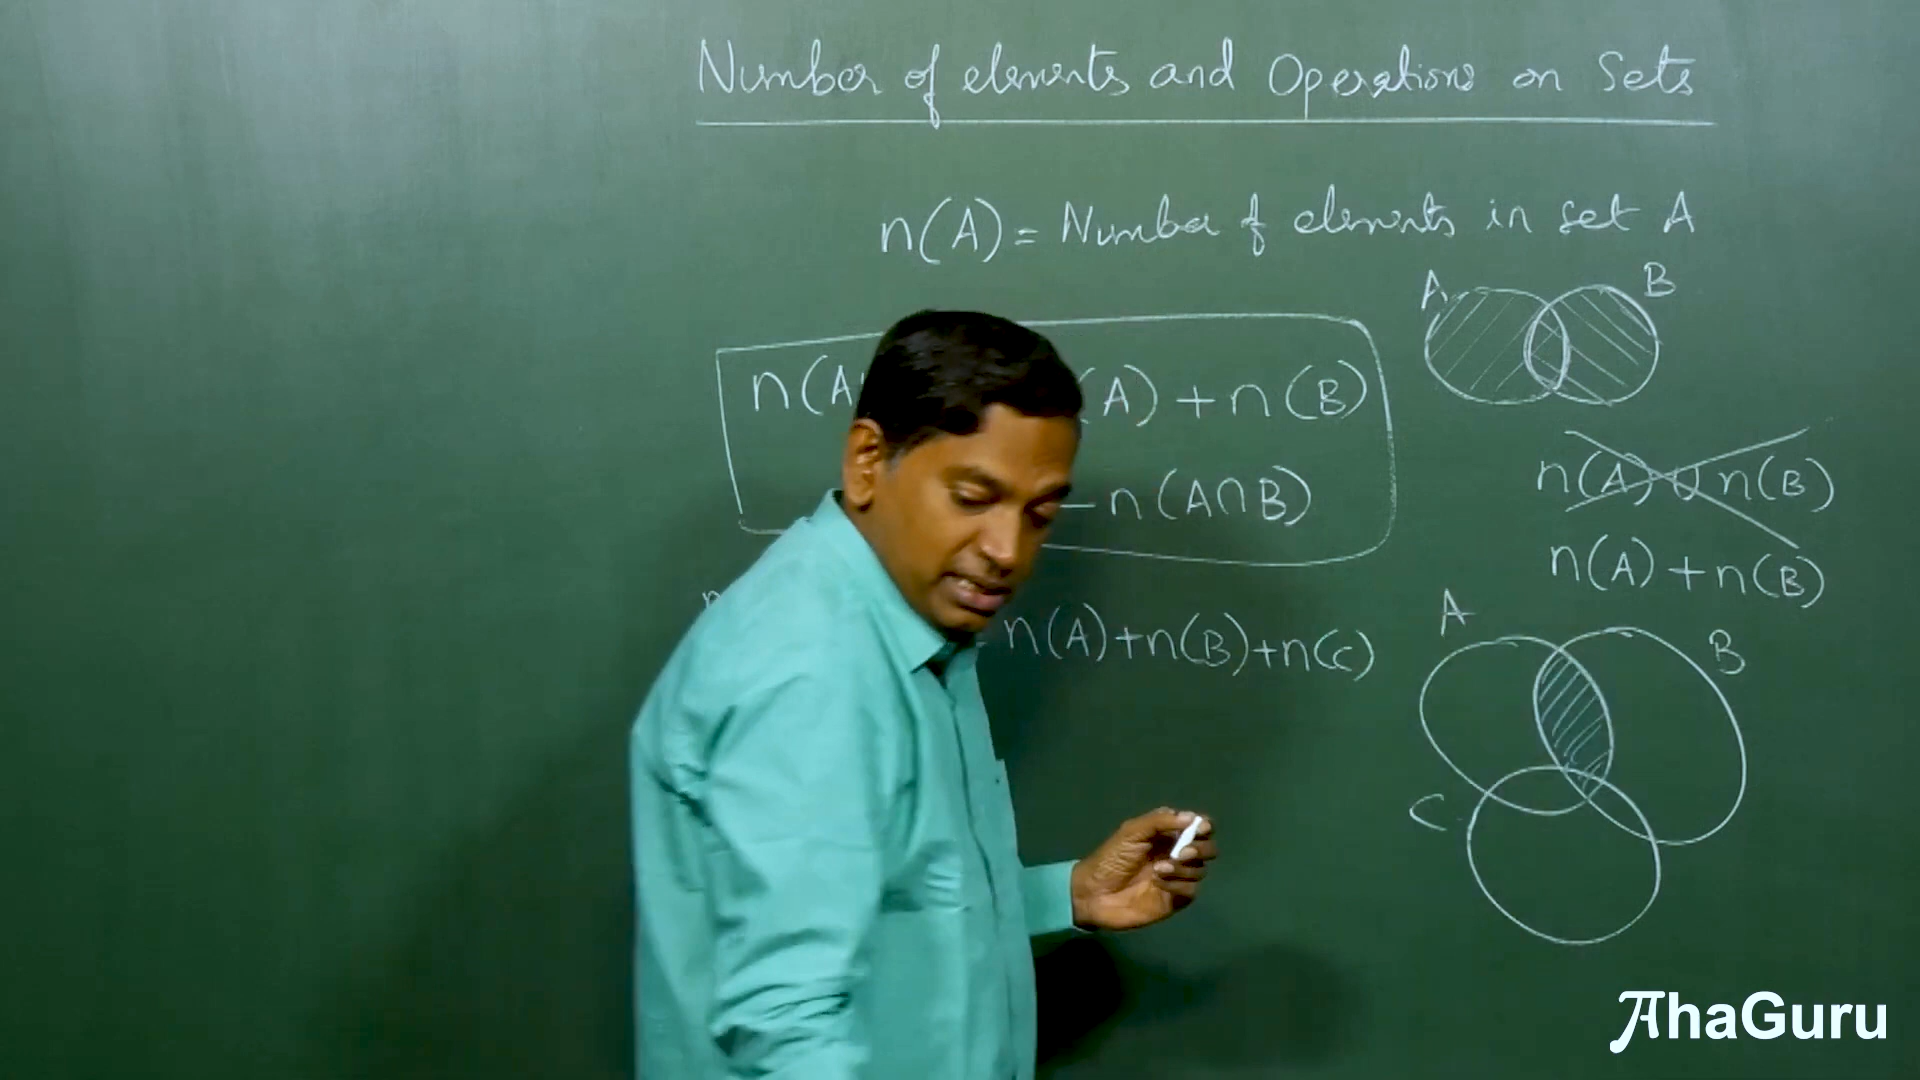 Number of elements and Operations on Sets
n(A) = Number of elements in set A
A B
n(A (A) + n(B)
- n(A∩B)
n(A) ∪ n(B)
n(A) + n(B)
n(A)+n(B)+n(C)
A
B
C
AhaGuru